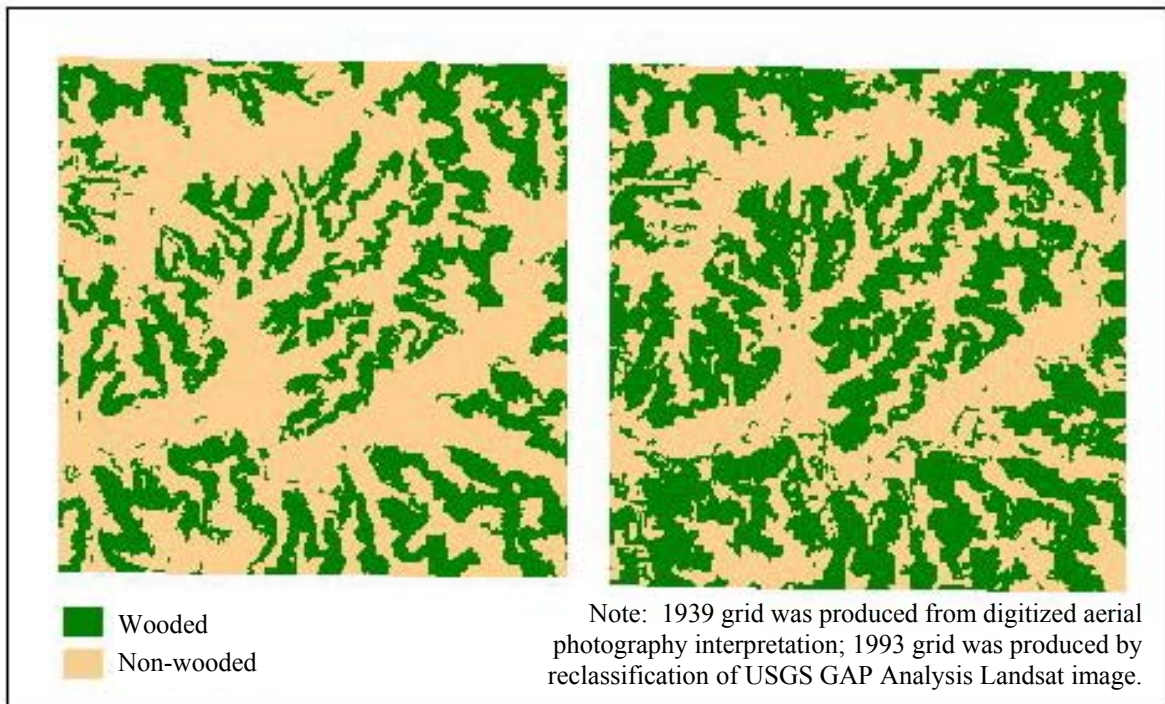 Wooded
Non-wooded
Note: 1939 grid was produced from digitized aerial
photography interpretation; 1993 grid was produced by
reclassification of USGS GAP Analysis Landsat image.